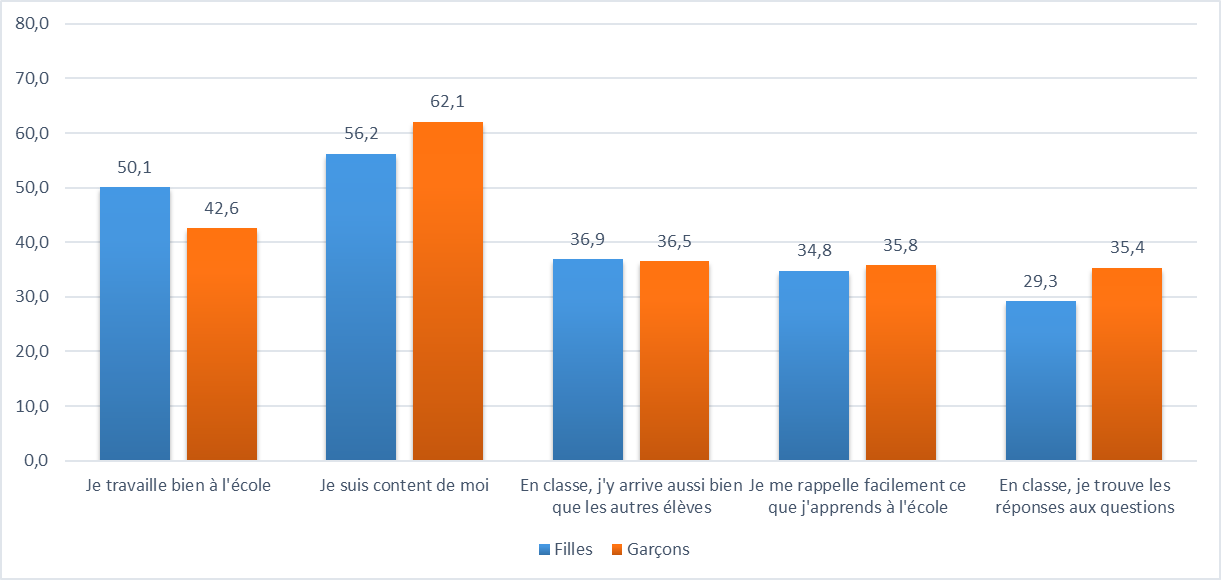 80,0
70,0
60,0
50,0
40,0
30,0
20,0
10,0
0,0
50,1
42,6
56,2
62,1
36,9
36,5
34,8
35,8
29,3
35,4
Je travaille bien à l'école
Je suis content de moi
En classe, j'y arrive aussi bien
que les autres élèves
Je me rappelle facilement ce
que j'apprends à l'école
En classe, je trouve les
réponses aux questions
Filles
Garçons